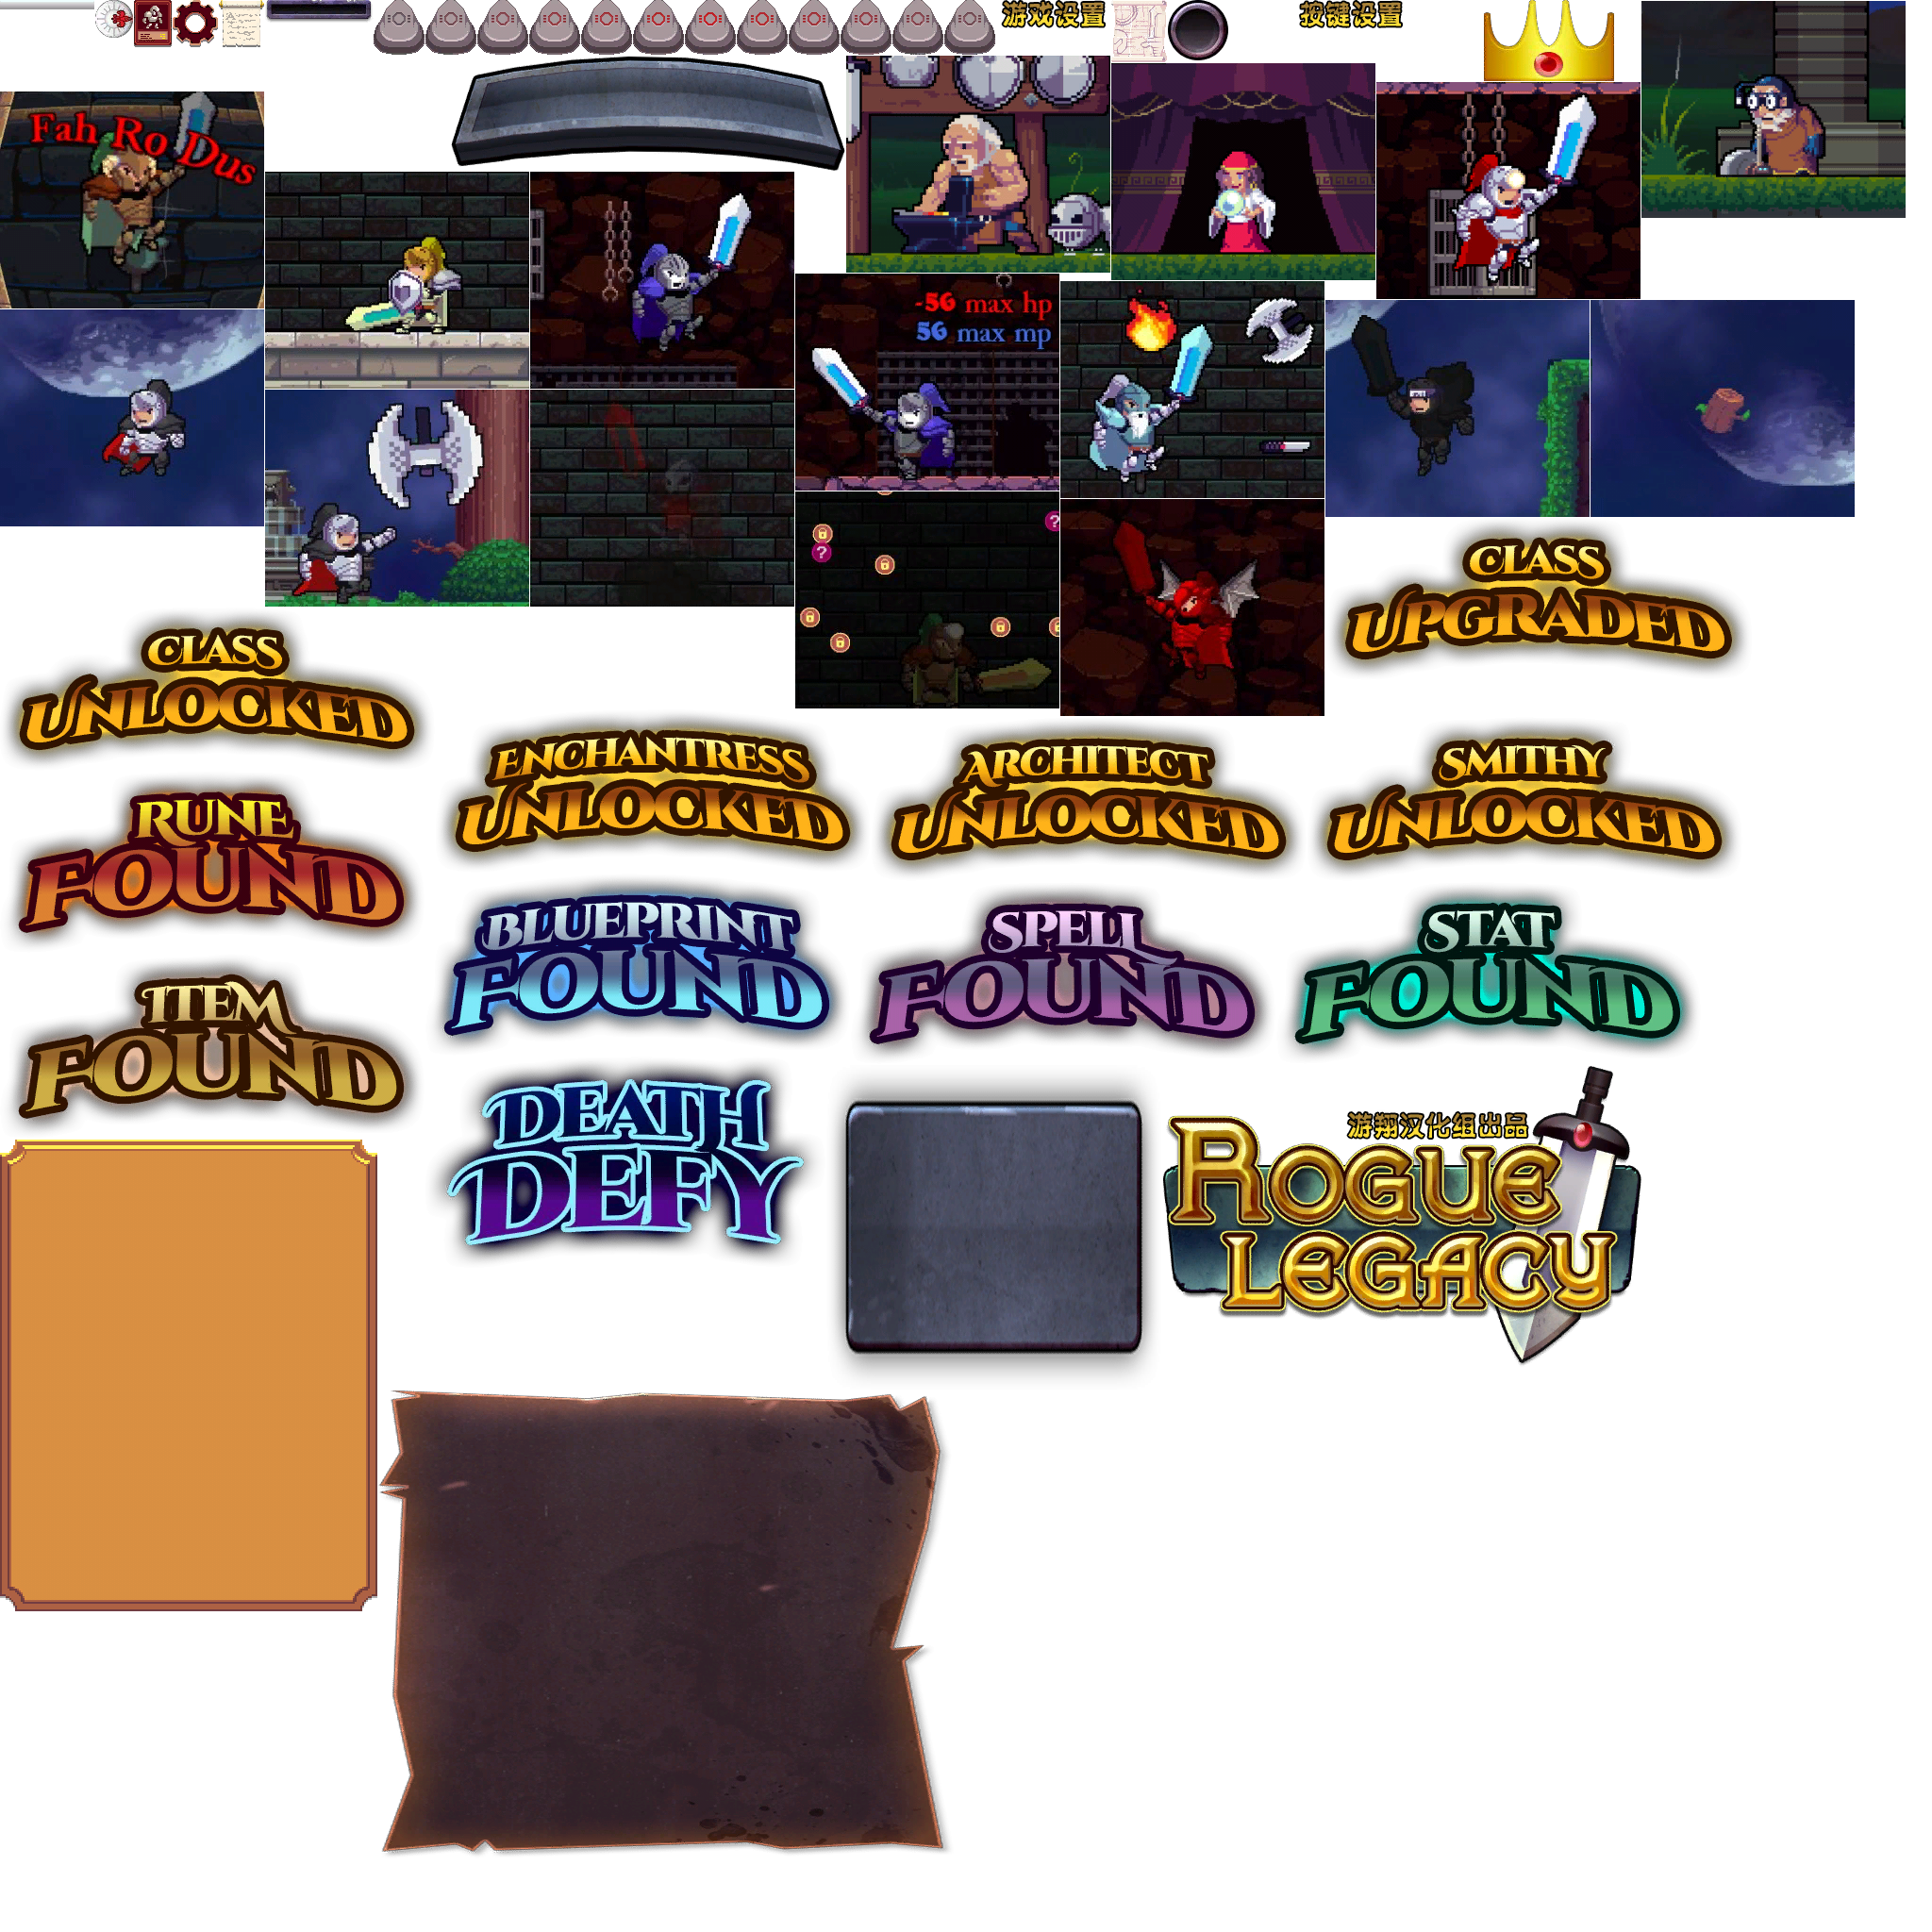 游戏设置
按键设置
Fah Ro Dus
-56 max hp
56 max mp
?
?
?
CLASS
UPGRADED
CLASS
UNLOCKED
ENCHANTRESS
UNLOCKED
ARCHITECT
UNLOCKED
SMITHY
UNLOCKED
RUNE
FOUND
BLUEPRINT
FOUND
SPELL
FOUND
STAT
FOUND
ITEM
FOUND
DEATH
DEFY
游翔汉化组出品
ROGUE
LEGACY